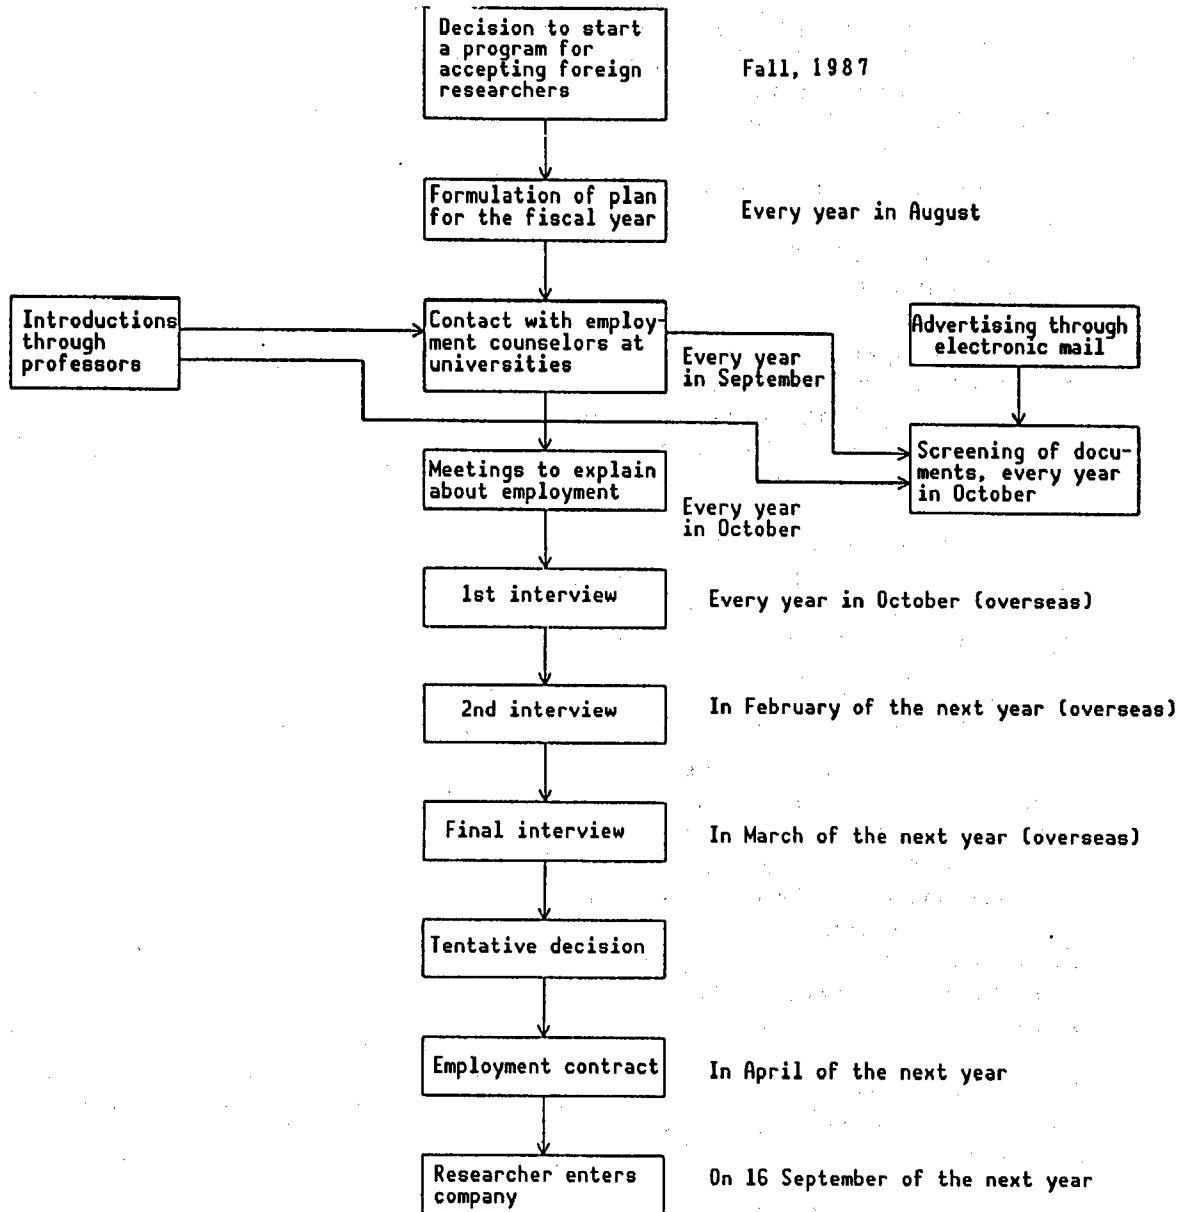 Decision to start
a program for
accepting foreign
researchers
Fall, 1987
Formulation of plan
for the fiscal year
Every year in August
Introductions
through
professors
Contact with employ-
ment counselors at
universities
Every year
in September
Advertising through
electronic mail
Screening of docu-
ments, every year
in October
Meetings to explain
about employment
Every year
in October
1st interview
Every year in October (overseas)
2nd interview
In February of the next year (overseas)
Final interview
In March of the next year (overseas)
Tentative decision
Employment contract
In April of the next year
Researcher enters
company
On 16 September of the next year